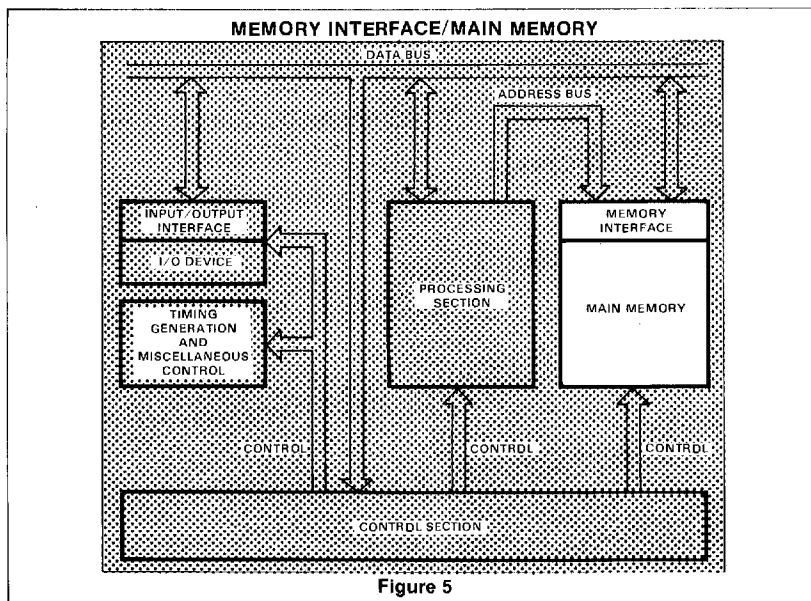 MEMORY INTERFACE/MAIN MEMORY
DATA BUS
ADDRESS BUS
INPUT/OUTPUT
INTERFACE
I/O DEVICE
TIMING
GENERATION
AND
MISCELLANEOUS
CONTROL
PROCESSING
SECTION
MEMORY
INTERFACE
MAIN MEMORY
CONTROL
CONTROL
CONTROL
CONTROL SECTION
Figure 5